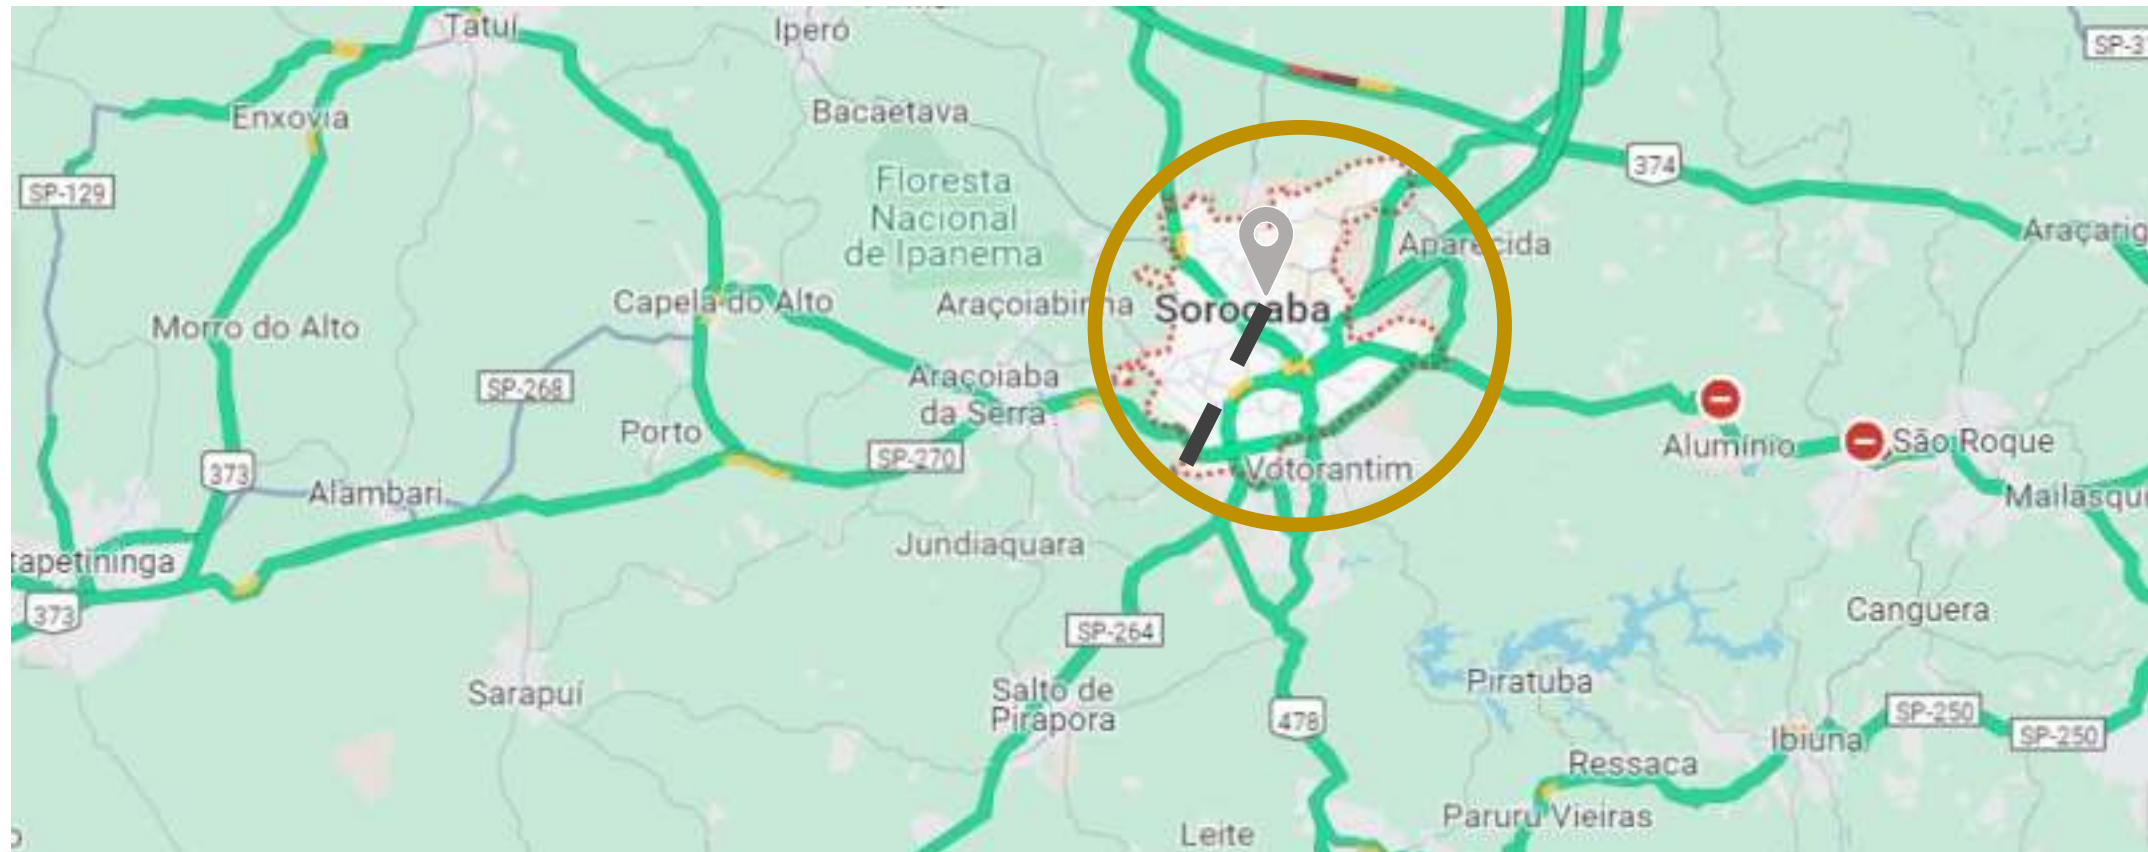 Tatuí
Iperó
SP-3
Bacaetava
Enxovia
374
SP-129
Floresta
Nacional
de Ipanema
Aparecida
Araçarig
Capela do Alto
Araçoiabinha
Sorocaba
Morro do Alto
SP-268
Araçoiaba
da Serra
Porto
SP-270
Alumínio
São Roque
373
Alambari
Votorantim
Mailasqui
Jundiaquara
tapetininga
373
SP-264
Canguera
Sarapuí
Salto de
Pirapora
Piratuba
478
SP-250
SP-250
Ibiúna
Ressaca
Paruru
Vieiras
Leite